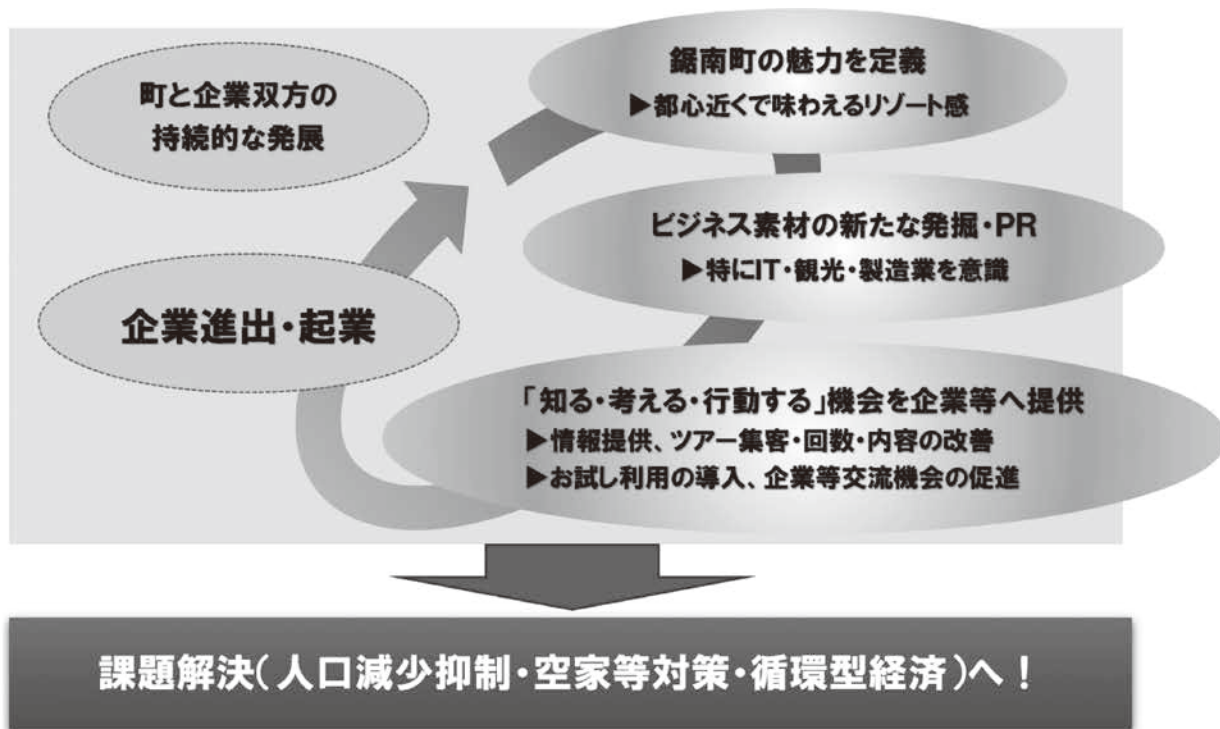 町と企業双方の
持続的な発展
鋸南町の魅力を定義
▶都心近くで味わえるリゾート感
ビジネス素材の新たな発掘・PR
▶特にIT・観光・製造業を意識
企業進出・起業
「知る・考える・行動する」機会を企業等へ提供
▶情報提供、ツアー集客・回数・内容の改善
▶お試し利用の導入、企業等交流機会の促進
課題解決(人口減少抑制・空家等対策・循環型経済)へ!